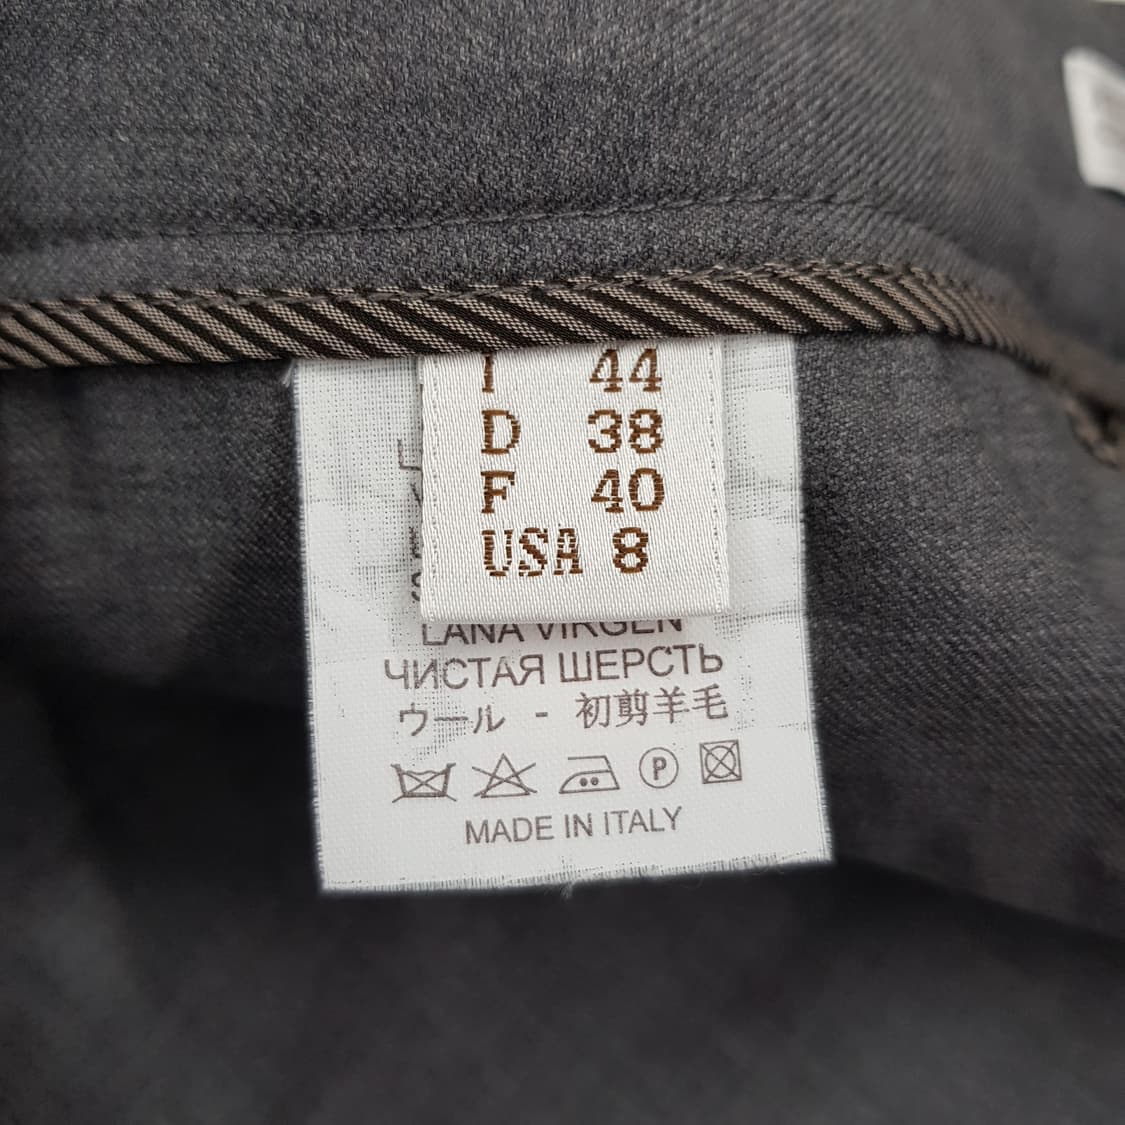 I 44
D 38
F 40
USA 8
LANA VIRGEN
ЧИСТАЯ ШЕРСТЬ
ウール - 初剪羊毛
P
MADE IN ITALY